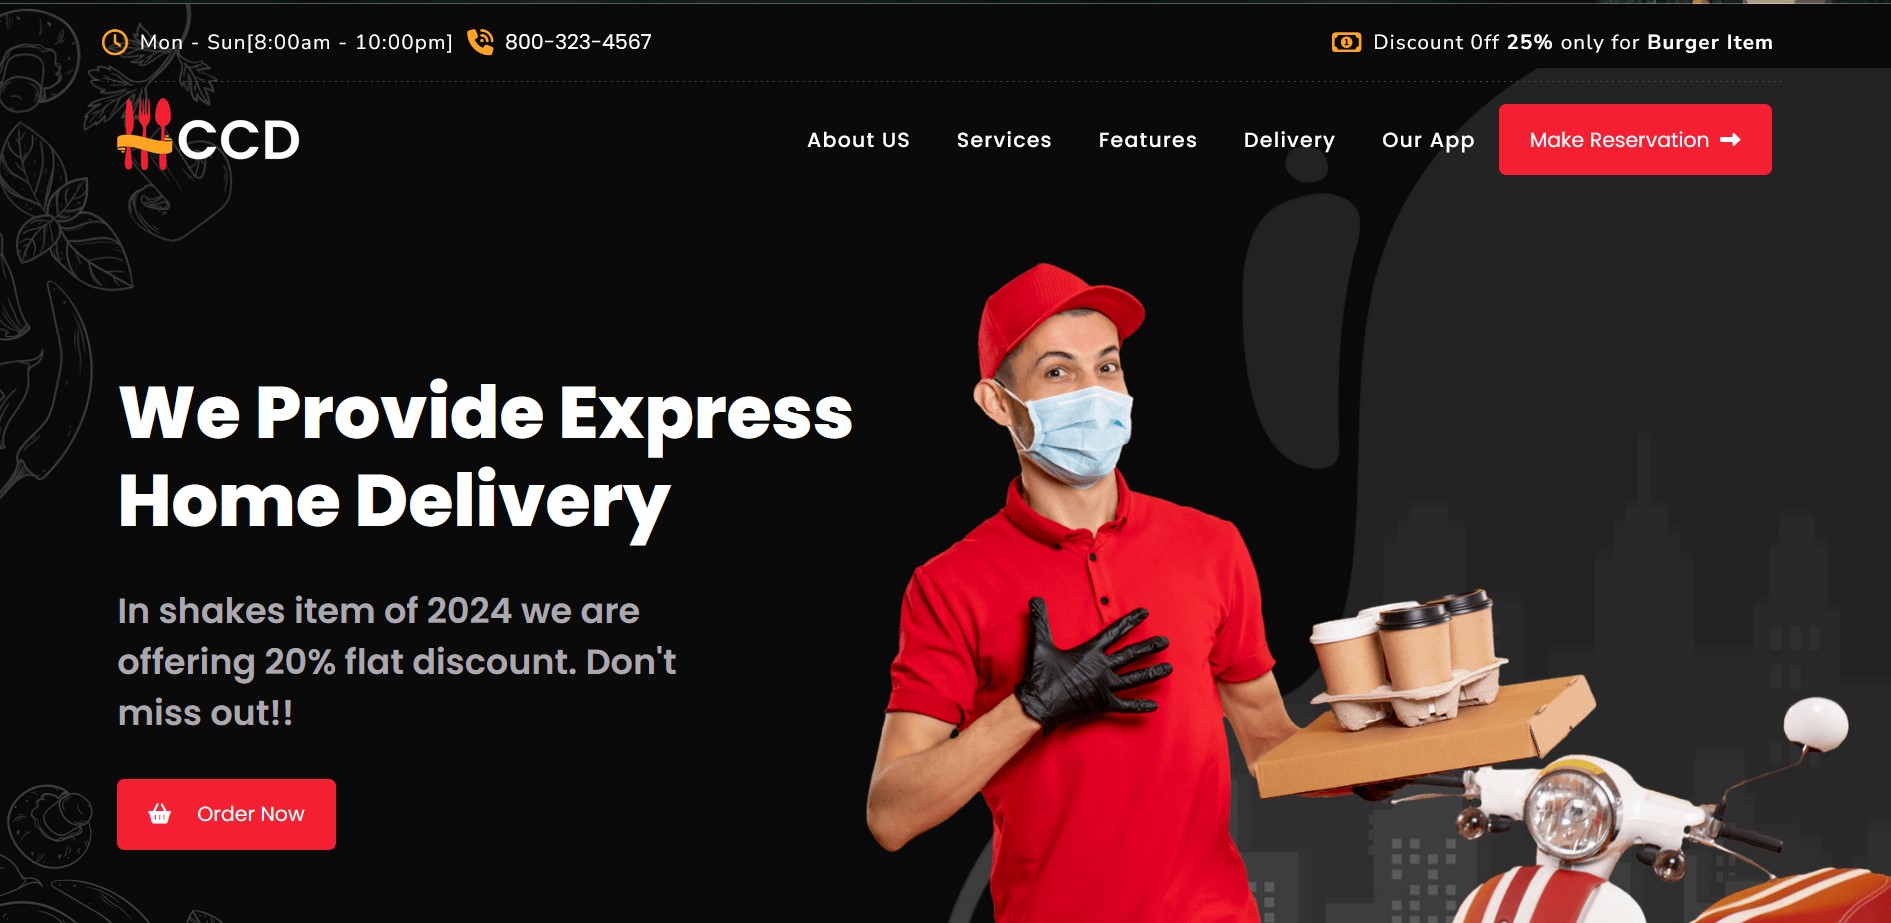 Mon - Sun[8:00am - 10:00pm] 800-323-4567
Discount 0ff 25% only for Burger Item
CCD
About US Services Features Delivery Our App Make Reservation
We Provide Express
Home Delivery
In shakes item of 2024 we are
offering 20% flat discount. Don't
miss out!!
Order Now